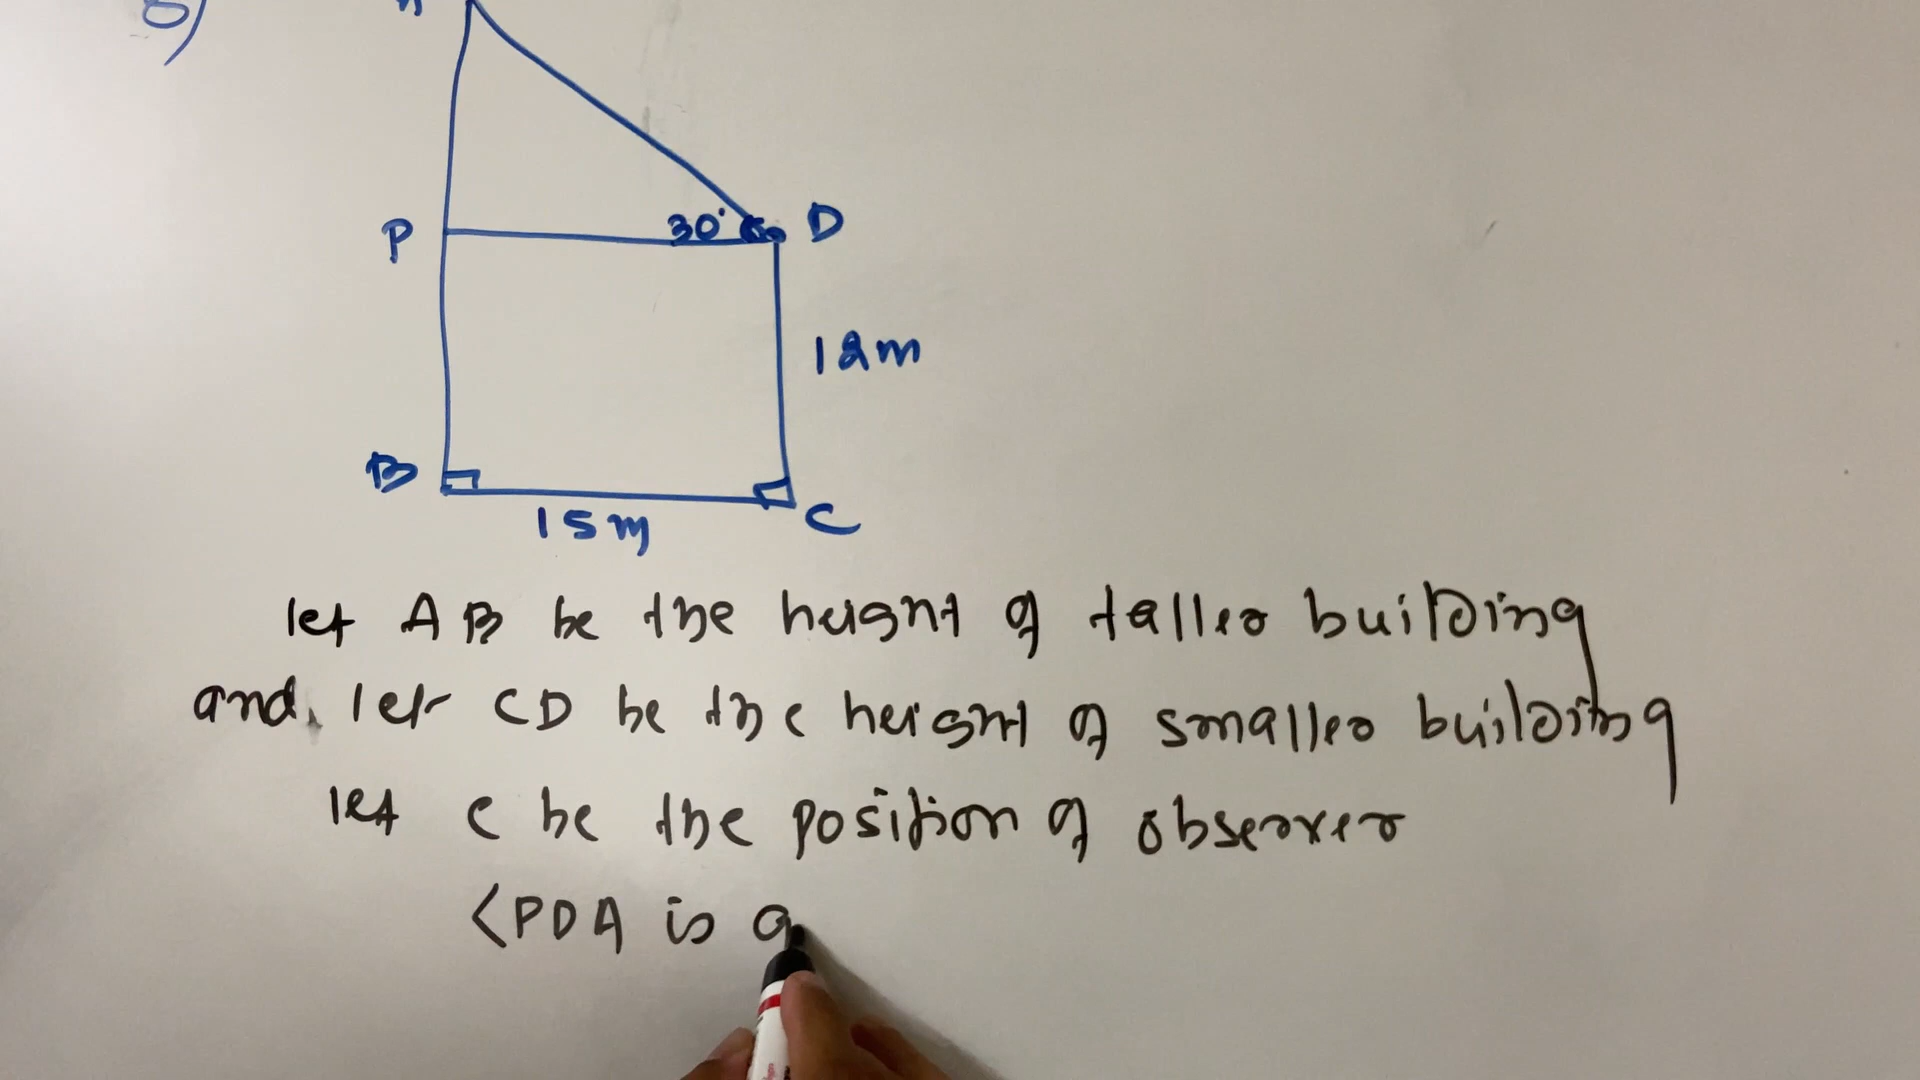 8)
A
P
30°
D
12m
B
15m
C
let AB be the height of taller building
and, let CD be the height of smaller building
let C be the position of observer
<PDA is a